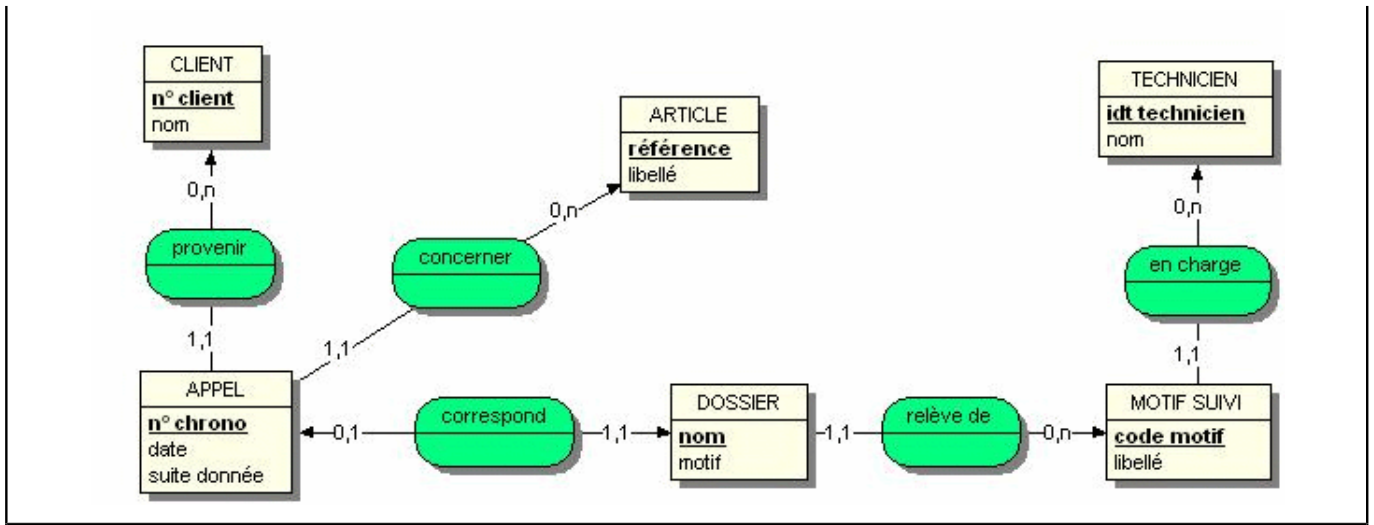 CLIENT
n° client
nom
TECHNICIEN
idt technicien
nom
ARTICLE
référence
libellé
0,n
0,n
0,n
provenir
concerner
en charge
1,1
1,1
1,1
APPEL
n° chrono
date
suite donnée
0,1
correspond
1,1
DOSSIER
nom
motif
1,1
relève de
0,n
MOTIF SUIVI
code motif
libellé